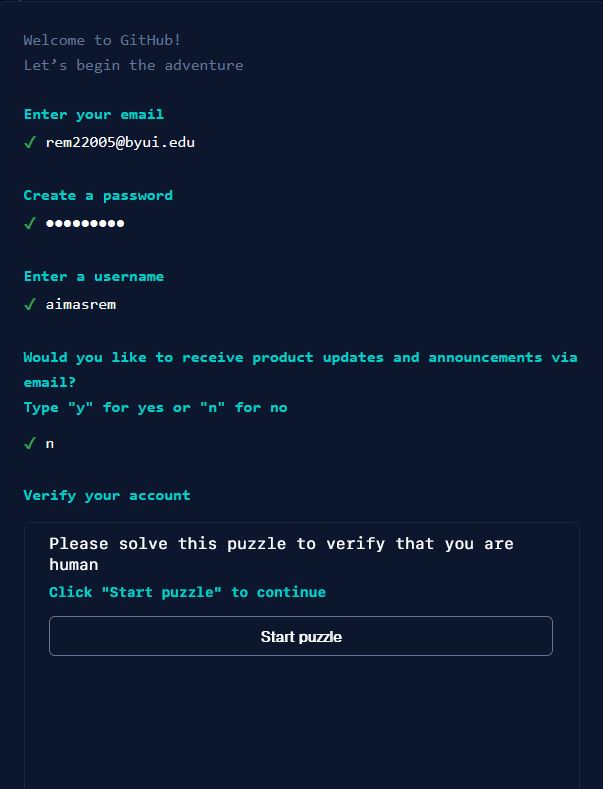 Welcome to GitHub!
Let’s begin the adventure
Enter your email
✓ rem22005@byui.edu
Create a password
✓ ●●●●●●●●●
Enter a username
✓ aimasrem
Would you like to receive product updates and announcements via
email?
Type "y" for yes or "n" for no
✓ n
Verify your account
Please solve this puzzle to verify that you are
human
Click "Start puzzle" to continue
Start puzzle